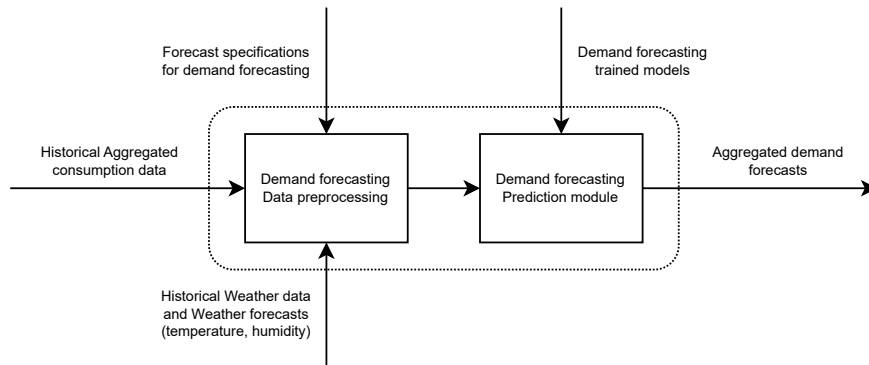 Forecast specifications
for demand forecasting
Demand forecasting
trained models
Historical Aggregated
consumption data
Demand forecasting
Data preprocessing
Demand forecasting
Prediction module
Aggregated demand
forecasts
Historical Weather data
and Weather forecasts
(temperature, humidity)